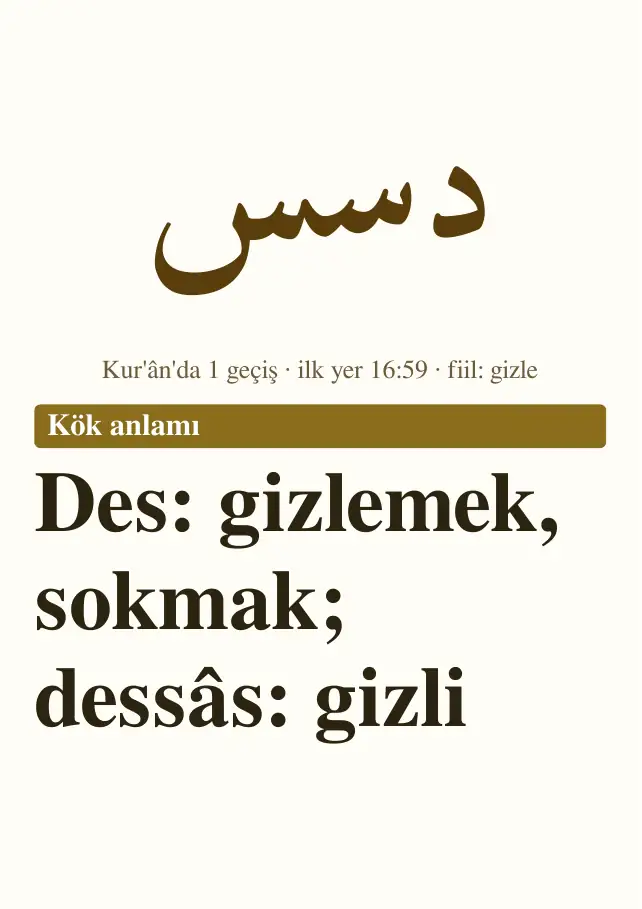 دسس
Kur'ân'da 1 geçiş · ilk yer 16:59 · fiil: gizle
Kök anlamı
Des: gizlemek,
sokmak;
dessâs: gizli